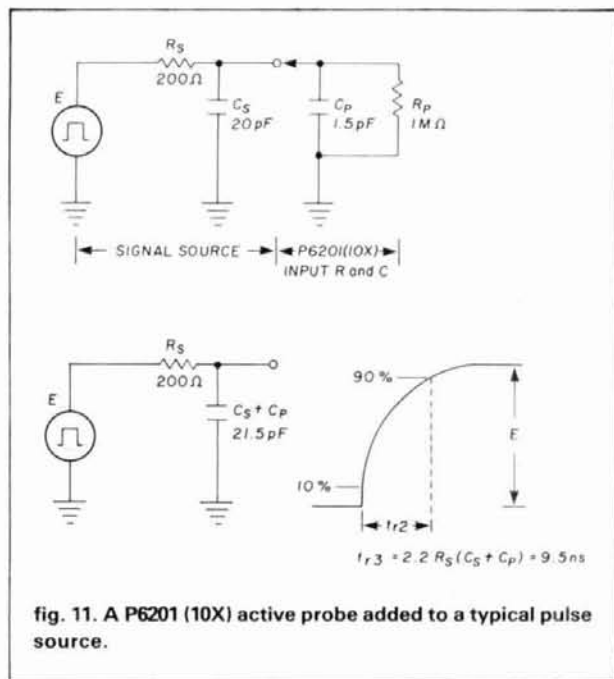 RS
200Ω
E
CS
20pF
CP
1.5pF
RP
1MΩ
SIGNAL SOURCE
P6201(10X)
INPUT R and C
RS
200Ω
E
CS + CP
21.5pF
90%
10%
E
tr2
tr3 = 2.2 RS (CS + CP) = 9.5ns
fig. 11. A P6201 (10X) active probe added to a typical pulse
source.